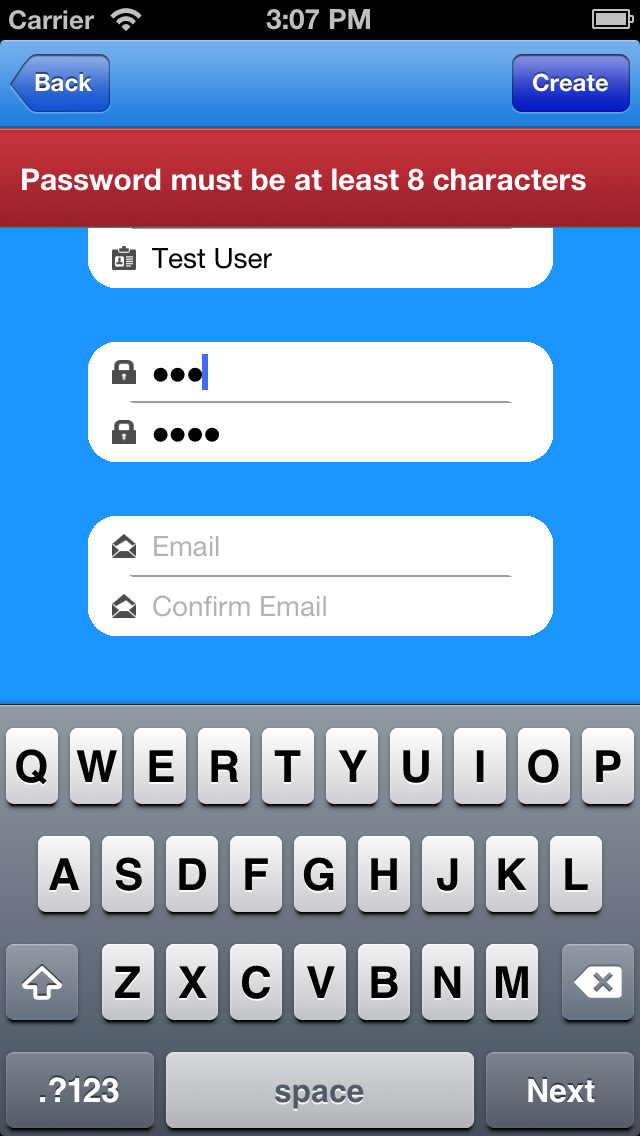 Carrier 3:07 PM
Back Create
Password must be at least 8 characters
Test User
●●●
●●●●
Email
Confirm Email
Q W E R T Y U I O P
A S D F G H J K L
Z X C V B N M
.?123 space Next